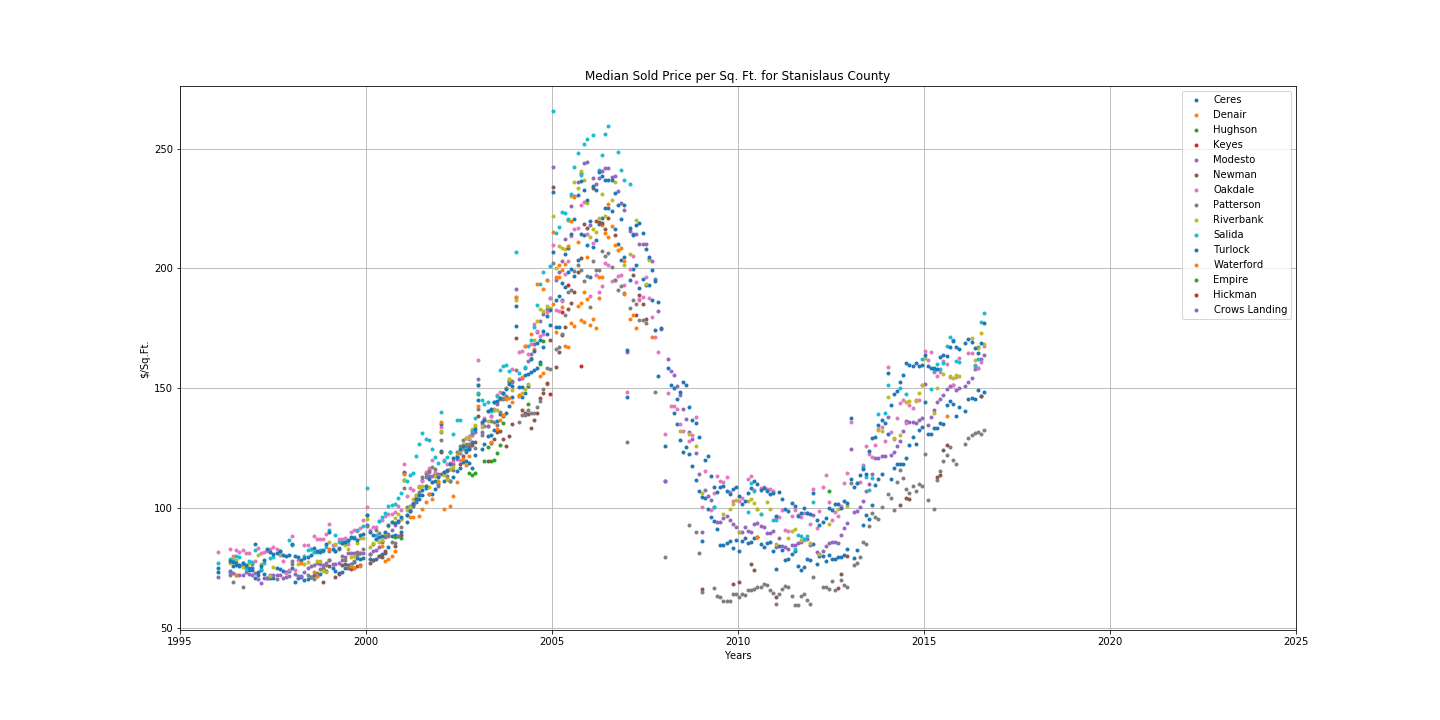 Median Sold Price per Sq. Ft. for Stanislaus County
Ceres
Denair
Hughson
Keyes
Modesto
Newman
Oakdale
Patterson
Riverbank
Salida
Turlock
Waterford
Empire
Hickman
Crows Landing
250
200
150
100
50
$/Sq.Ft.
1995 2000 2005 2010 2015 2020 2025
Years